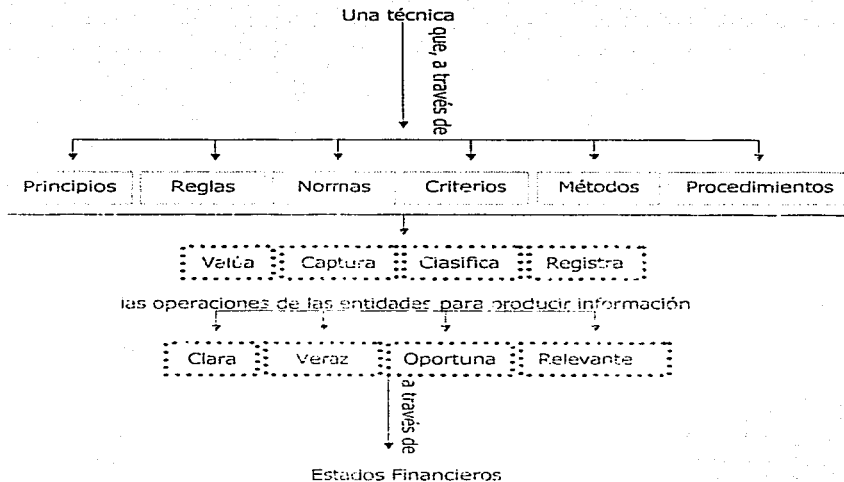 Una técnica
que, a través de
Principios Reglas Normas Criterios Métodos Procedimientos
Valúa Captura Clasifica Registra
las operaciones de las entidades para producir información
Clara Veraz Oportuna Relevante
a través de
Estados Financieros